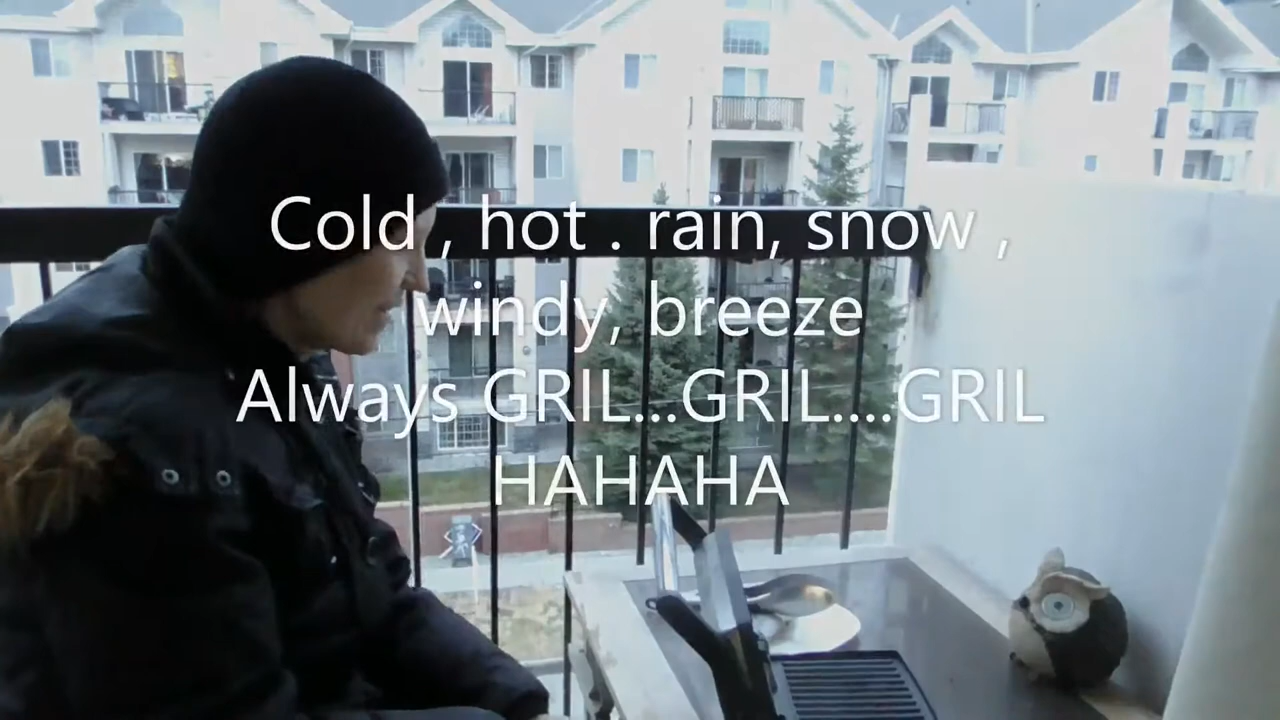 Cold , hot . rain, snow ,
windy, breeze
Always GRIL...GRIL....GRIL
HAHAHA